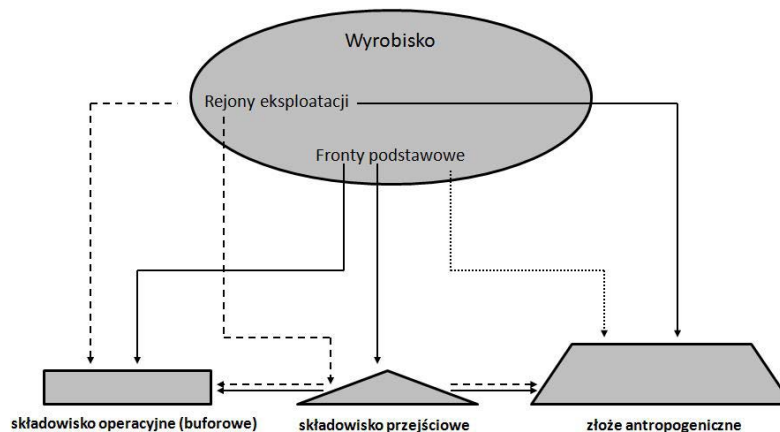 Wyrobisko
Rejony eksploatacji
Fronty podstawowe
składowisko operacyjne (buforowe)
składowisko przejściowe
złoże antropogeniczne